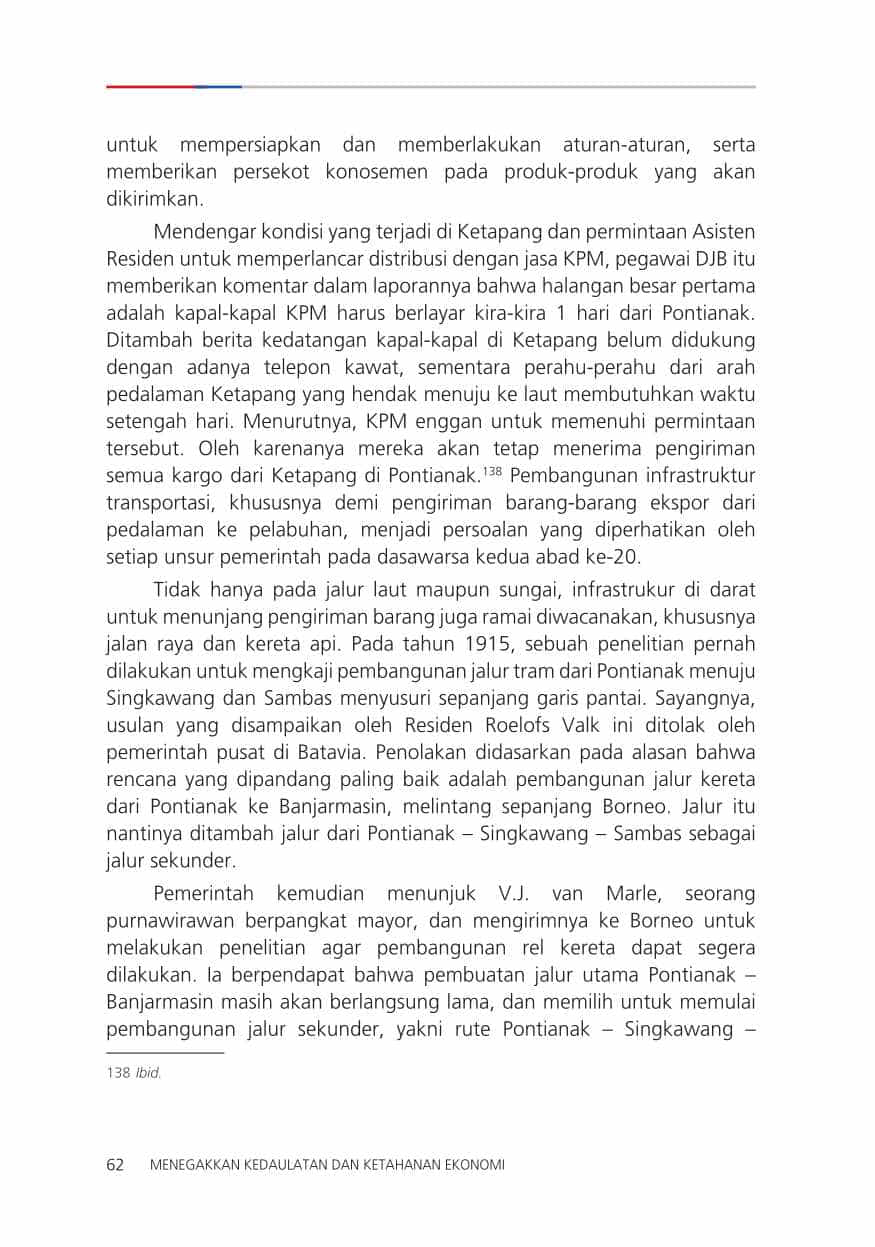 untuk mempersiapkan dan memberlakukan aturan-aturan, serta
memberikan persekot konosemen pada produk-produk yang akan
dikirimkan.
Mendengar kondisi yang terjadi di Ketapang dan permintaan Asisten
Residen untuk memperlancar distribusi dengan jasa KPM, pegawai DJB itu
memberikan komentar dalam laporannya bahwa halangan besar pertama
adalah kapal-kapal KPM harus berlayar kira-kira 1 hari dari Pontianak.
Ditambah berita kedatangan kapal-kapal di Ketapang belum didukung
dengan adanya telepon kawat, sementara perahu-perahu dari arah
pedalaman Ketapang yang hendak menuju ke laut membutuhkan waktu
setengah hari. Menurutnya, KPM enggan untuk memenuhi permintaan
tersebut. Oleh karenanya mereka akan tetap menerima pengiriman
semua kargo dari Ketapang di Pontianak.138 Pembangunan infrastruktur
transportasi, khususnya demi pengiriman barang-barang ekspor dari
pedalaman ke pelabuhan, menjadi persoalan yang diperhatikan oleh
setiap unsur pemerintah pada dasawarsa kedua abad ke-20.
Tidak hanya pada jalur laut maupun sungai, infrastrukur di darat
untuk menunjang pengiriman barang juga ramai diwacanakan, khususnya
jalan raya dan kereta api. Pada tahun 1915, sebuah penelitian pernah
dilakukan untuk mengkaji pembangunan jalur tram dari Pontianak menuju
Singkawang dan Sambas menyusuri sepanjang garis pantai. Sayangnya,
usulan yang disampaikan oleh Residen Roelofs Valk ini ditolak oleh
pemerintah pusat di Batavia. Penolakan didasarkan pada alasan bahwa
rencana yang dipandang paling baik adalah pembangunan jalur kereta
dari Pontianak ke Banjarmasin, melintang sepanjang Borneo. Jalur itu
nantinya ditambah jalur dari Pontianak – Singkawang – Sambas sebagai
jalur sekunder.
Pemerintah kemudian menunjuk V.J. van Marle, seorang
purnawirawan berpangkat mayor, dan mengirimnya ke Borneo untuk
melakukan penelitian agar pembangunan rel kereta dapat segera
dilakukan. Ia berpendapat bahwa pembuatan jalur utama Pontianak –
Banjarmasin masih akan berlangsung lama, dan memilih untuk memulai
pembangunan jalur sekunder, yakni rute Pontianak – Singkawang –
138 Ibid.
62 MENEGAKKAN KEDAULATAN DAN KETAHANAN EKONOMI